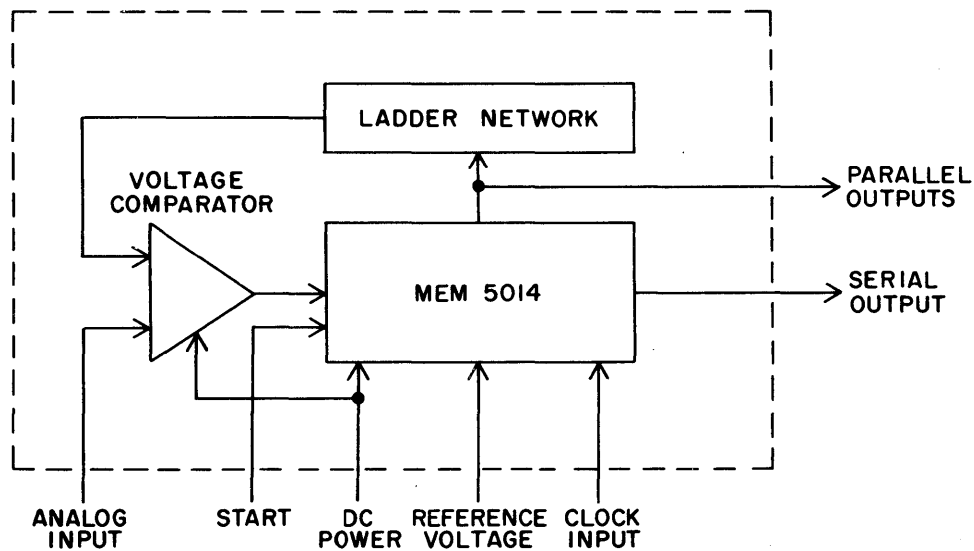 LADDER NETWORK
VOLTAGE
COMPARATOR
PARALLEL
OUTPUTS
MEM 5014
SERIAL
OUTPUT
ANALOG
INPUT
START
DC
POWER
REFERENCE
VOLTAGE
CLOCK
INPUT